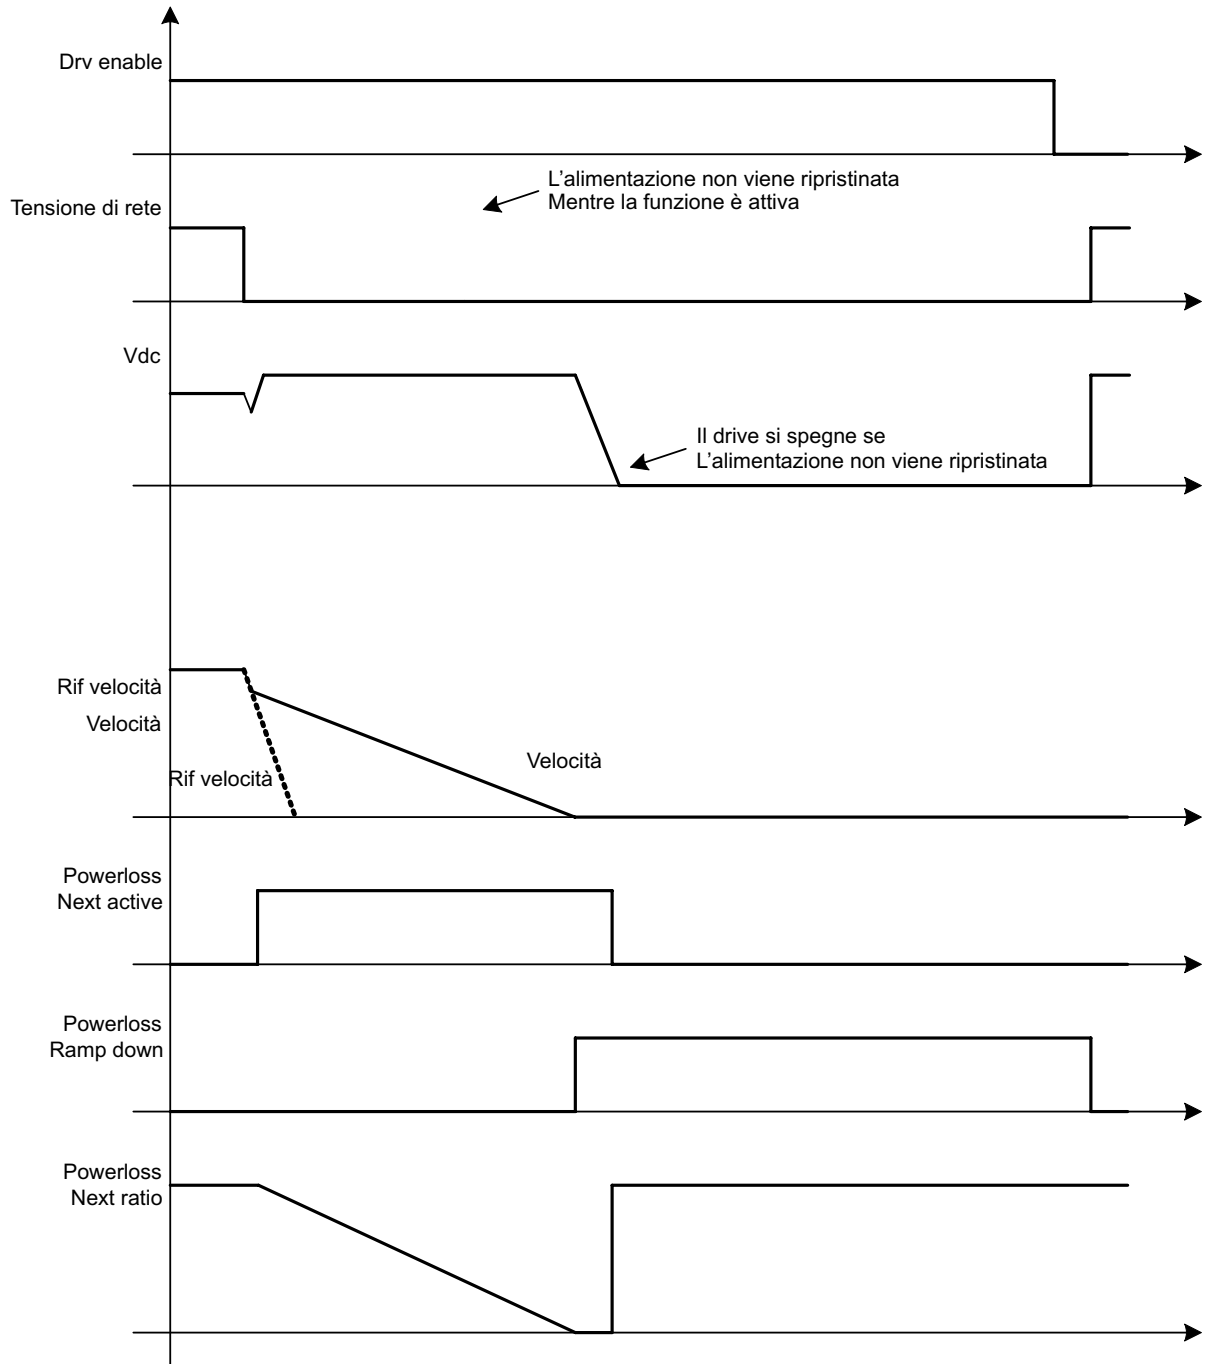 Drv enable
L'alimentazione non viene ripristinata
Mentre la funzione è attiva
Tensione di rete
Vdc
Il drive si spegne se
L'alimentazione non viene ripristinata
Rif velocità
Velocità
Velocità
Rif velocità
Powerloss
Next active
Powerloss
Ramp down
Powerloss
Next ratio